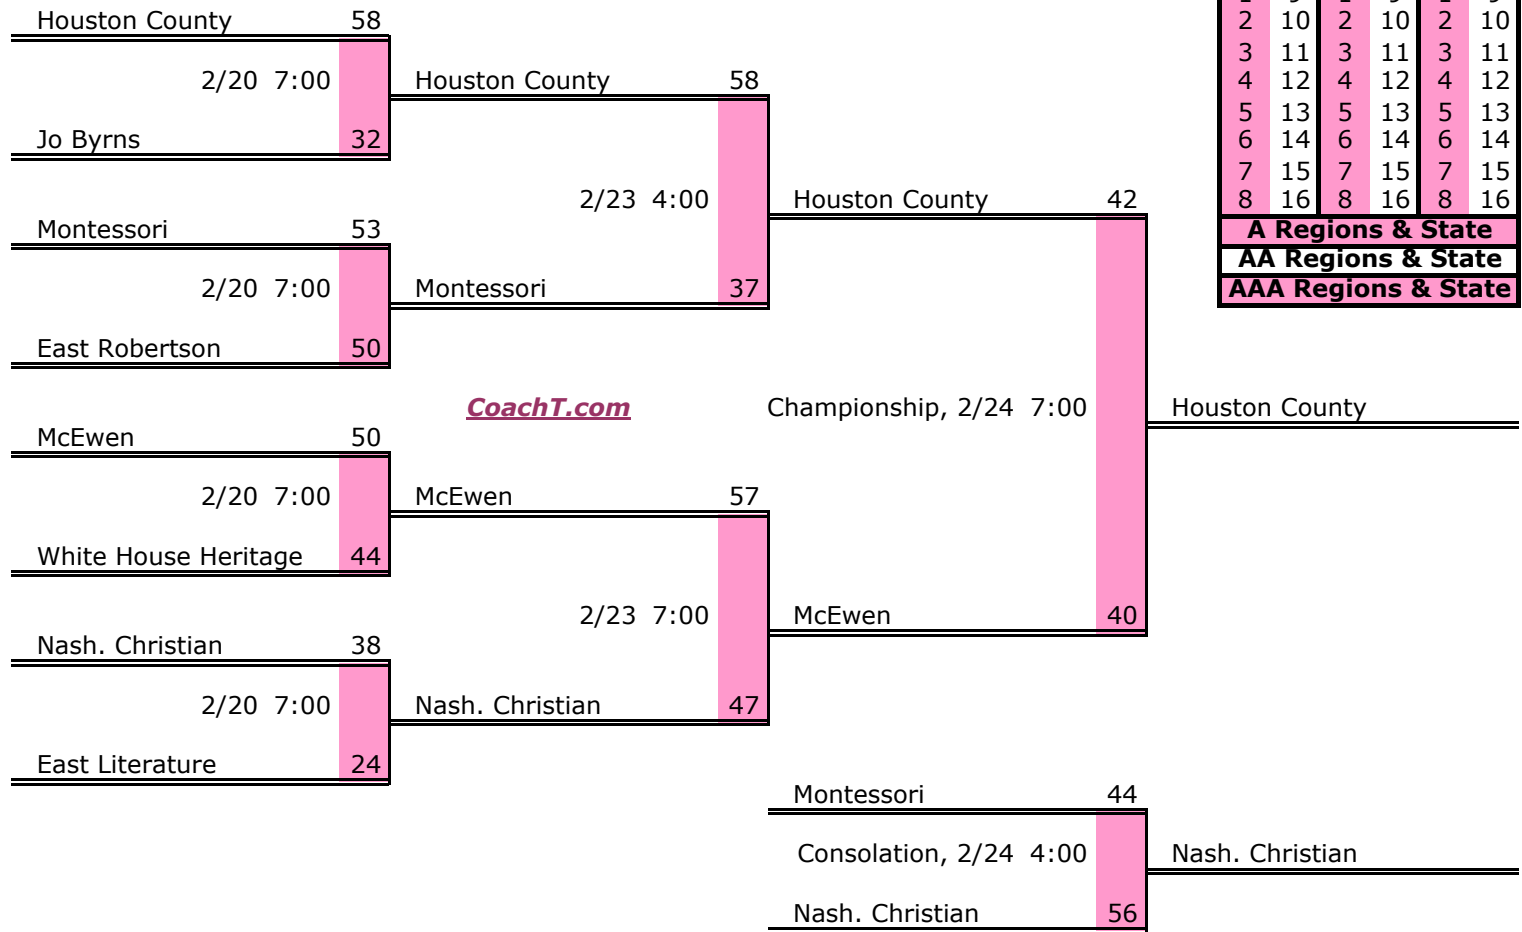 Houston County 58
2/20 7:00
Jo Byrns 32
Montessori 53
2/20 7:00
East Robertson 50
McEwen 50
2/20 7:00
White House Heritage 44
Nash. Christian 38
2/20 7:00
East Literature 24
Houston County 58
2/23 4:00
Montessori 37
CoachT.com
McEwen 57
2/23 7:00
Nash. Christian 47
Houston County 42
Championship, 2/24 7:00
McEwen 40
Houston County
Montessori 44
Consolation, 2/24 4:00
Nash. Christian 56
Nash. Christian
2 10 2 10 2 10
3 11 3 11 3 11
4 12 4 12 4 12
5 13 5 13 5 13
6 14 6 14 6 14
7 15 7 15 7 15
8 16 8 16 8 16
A Regions & State
AA Regions & State
AAA Regions & State